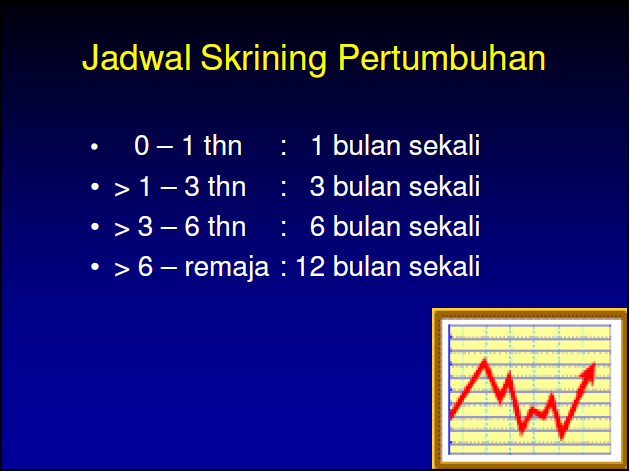 Jadwal Skrining Pertumbuhan
• 0 – 1 thn : 1 bulan sekali
• > 1 – 3 thn : 3 bulan sekali
• > 3 – 6 thn : 6 bulan sekali
• > 6 – remaja : 12 bulan sekali